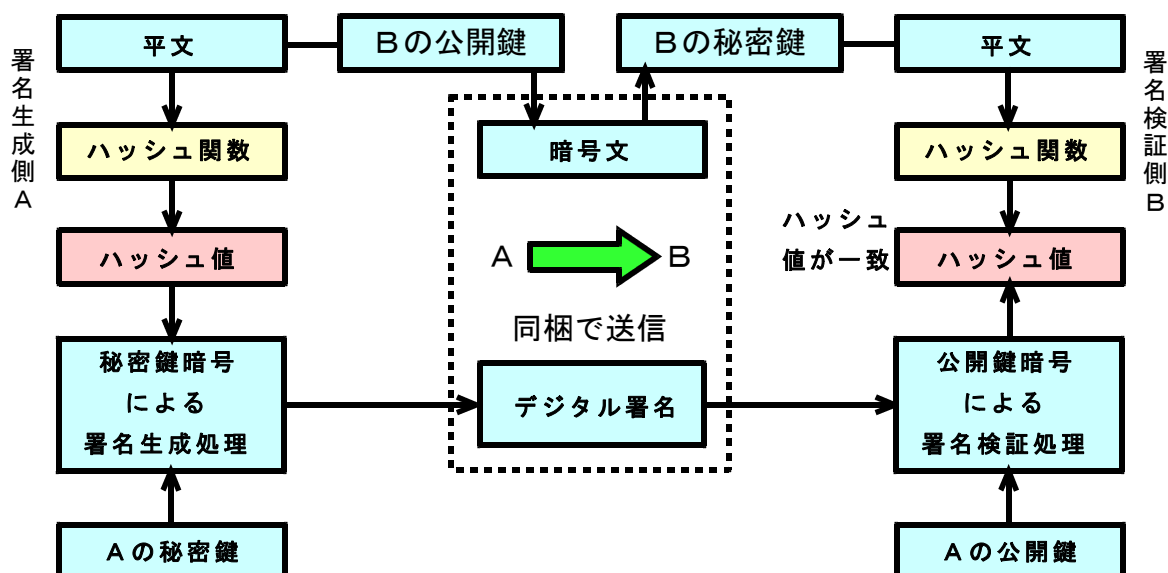 署名生成側A
平文
Bの公開鍵
Bの秘密鍵
平文
署名検証側B
ハッシュ関数
暗号文
ハッシュ関数
ハッシュ値
A
B
ハッシュ
値が一致
ハッシュ値
同梱で送信
秘密鍵暗号
による
署名生成処理
デジタル署名
公開鍵暗号
による
署名検証処理
Aの秘密鍵
Aの公開鍵